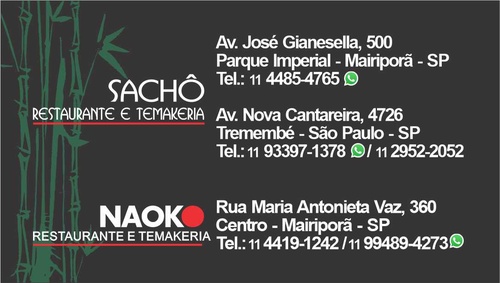 SACHÔ
RESTAURANTE E TEMAKERIA
Av. José Gianesella, 500
Parque Imperial - Mairiporã - SP
Tel.: 11 4485-4765
Av. Nova Cantareira, 4726
Tremembé - São Paulo - SP
Tel.: 11 93397-1378 / 11 2952-2052
NAOKO
RESTAURANTE E TEMAKERIA
Rua Maria Antonieta Vaz, 360
Centro - Mairiporã - SP
Tel.: 11 4419-1242 / 11 99489-4273